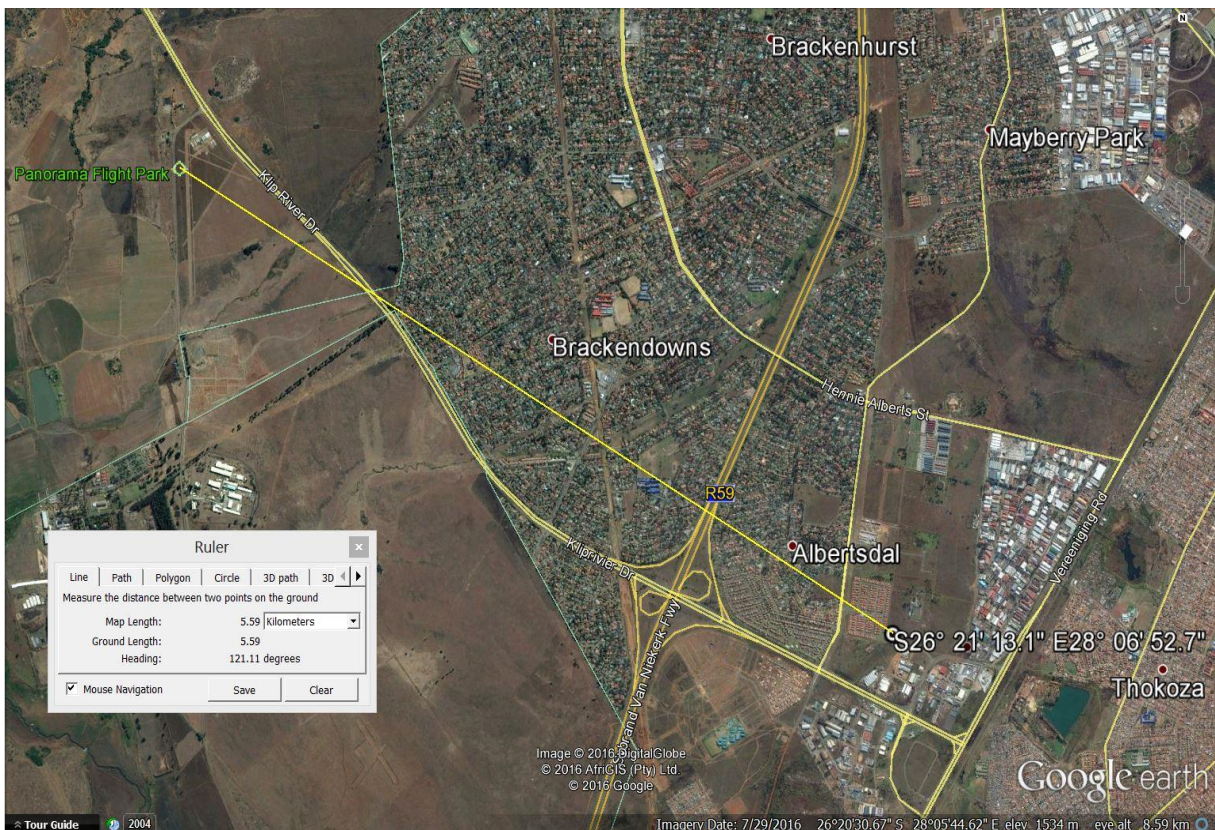 Brackenhurst
N
Mayberry Park
Panorama Flight Park
Klip River Dr
Brackendowns
Hennie Alberts St
R59
Vereeniging Rd
Albertsdal
Kliprivier Dr
S26° 21' 13.1" E28° 06' 52.7"
Thokoza
Sybrand Van Niekerk Fwy
Ruler
Line Path Polygon Circle 3D path 3D
Measure the distance between two points on the ground
Map Length: 5.59 Kilometers
Ground Length: 5.59
Heading: 121.11 degrees
Mouse Navigation Save Clear
Image © 2016 DigitalGlobe
© 2016 AfriGIS (Pty) Ltd.
© 2016 Google
Google earth
Tour Guide 2004
Imagery Date: 7/29/2016 26°20'30.67" S 28°05'44.62" E elev 1534 m eye alt 8.59 km